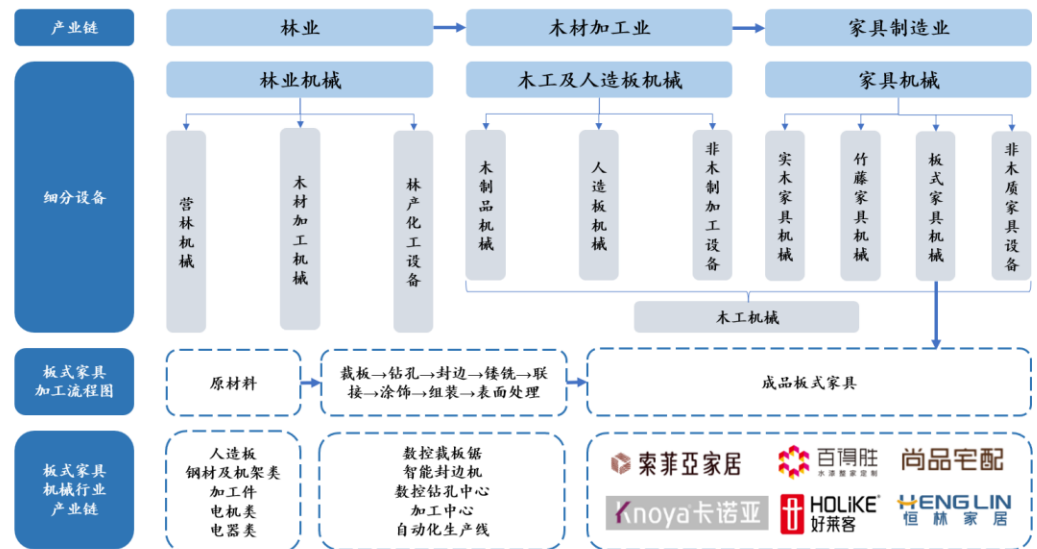 产业链
林业
木材加工业
家具制造业
细分设备
林业机械
木工及人造板机械
家具机械
营林机械
木材加工机械
林产化工设备
木制品机械
人造板机械
非木制加工设备
实木家具机械
竹藤家具机械
板式家具机械
非木质家具设备
木工机械
板式家具
加工流程图
原材料
裁板→钻孔→封边→镂铣→联
接→涂饰→组装→表面处理
成品板式家具
板式家具
机械行业
产业链
人造板
钢材及机架类
加工件
电机类
电器类
数控裁板锯
智能封边机
数控钻孔中心
加工中心
自动化生产线
索菲亞家居
百得胜
水漆整家定制
尚品宅配
Knoya卡诺亚
HOLiKE
好莱客
HENGLIN
恒林家居